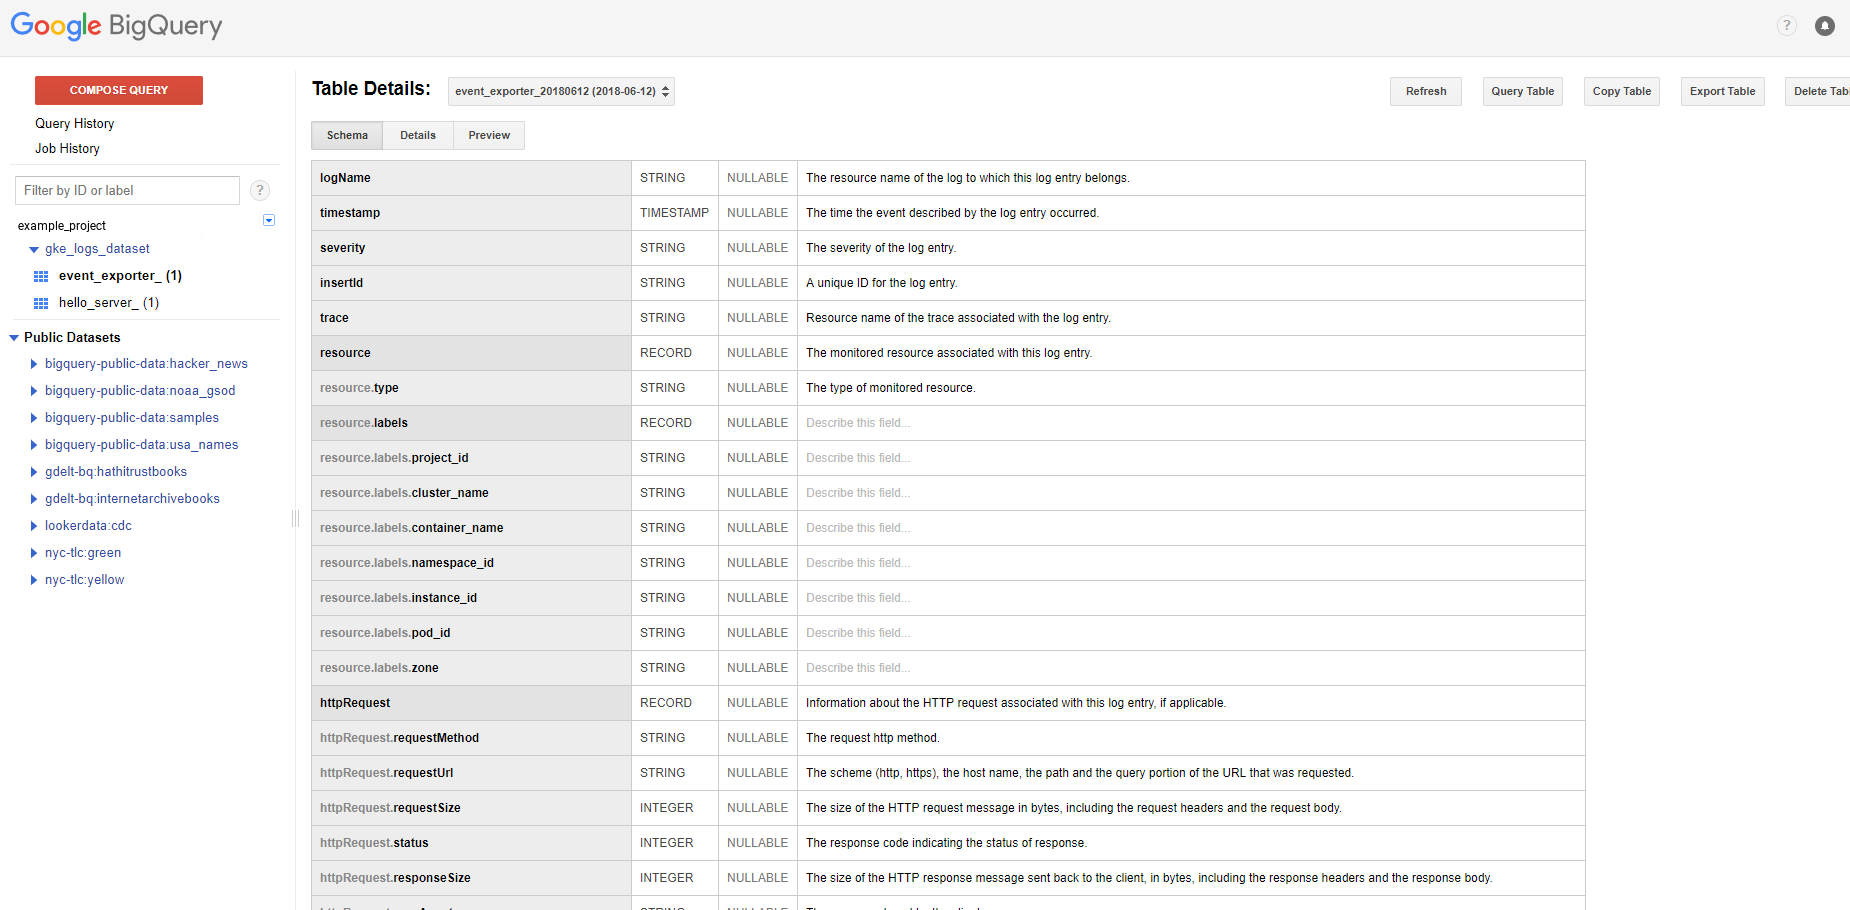 Google BigQuery
?
COMPOSE QUERY
Query History
Job History
Filter by ID or label
?
example_project
gke_logs_dataset
event_exporter_ (1)
hello_server_ (1)
Public Datasets
bigquery-public-data:hacker_news
bigquery-public-data:noaa_gsod
bigquery-public-data:samples
bigquery-public-data:usa_names
gdelt-bq:hathitrustbooks
gdelt-bq:internetarchivebooks
lookerdata:cdc
nyc-tlc:green
nyc-tlc:yellow
Table Details: event_exporter_20180612 (2018-06-12)
Refresh Query Table Copy Table Export Table Delete Tabl
Schema Details Preview
logName STRING NULLABLE The resource name of the log to which this log entry belongs.
timestamp TIMESTAMP NULLABLE The time the event described by the log entry occurred.
severity STRING NULLABLE The severity of the log entry.
insertId STRING NULLABLE A unique ID for the log entry.
trace STRING NULLABLE Resource name of the trace associated with the log entry.
resource RECORD NULLABLE The monitored resource associated with this log entry.
resource.type STRING NULLABLE The type of monitored resource.
resource.labels RECORD NULLABLE Describe this field...
resource.labels.project_id STRING NULLABLE Describe this field...
resource.labels.cluster_name STRING NULLABLE Describe this field...
resource.labels.container_name STRING NULLABLE Describe this field...
resource.labels.namespace_id STRING NULLABLE Describe this field...
resource.labels.instance_id STRING NULLABLE Describe this field...
resource.labels.pod_id STRING NULLABLE Describe this field...
resource.labels.zone STRING NULLABLE Describe this field...
httpRequest RECORD NULLABLE Information about the HTTP request associated with this log entry, if applicable.
httpRequest.requestMethod STRING NULLABLE The request http method.
httpRequest.requestUrl STRING NULLABLE The scheme (http, https), the host name, the path and the query portion of the URL that was requested.
httpRequest.requestSize INTEGER NULLABLE The size of the HTTP request message in bytes, including the request headers and the request body.
httpRequest.status INTEGER NULLABLE The response code indicating the status of response.
httpRequest.responseSize INTEGER NULLABLE The size of the HTTP response message sent back to the client, in bytes, including the response headers and the response body.